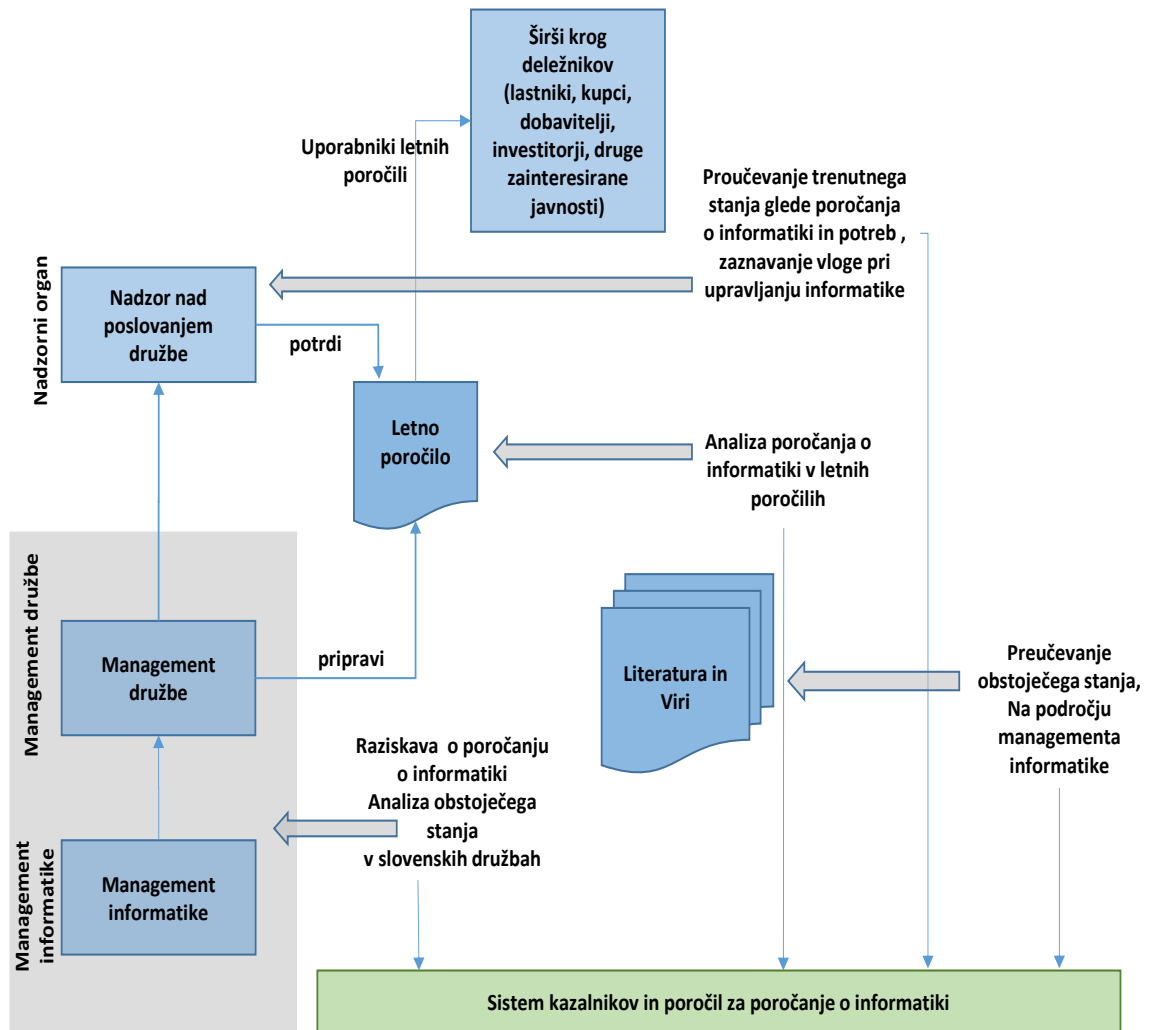 Širši krog
deležnikov
(lastniki, kupci,
dobavitelji,
investitorji, druge
zainteresirane
javnosti)
Uporabniki letnih
poročili
Proučevanje trenutnega
stanja glede poročanja
o informatiki in potreb ,
zaznavanje vloge pri
upravljanju informatike
Nadzorni organ
Nadzor nad
poslovanjem
družbe
potrdi
Letno
poročilo
Analiza poročanja o
informatiki v letnih
poročilih
Management družbe
Management
družbe
pripravi
Literatura in
Viri
Preučevanje
obstoječega stanja,
Na področju
managementa
informatike
Raziskava  o poročanju
o informatiki
Analiza obstoječega
stanja
v slovenskih družbah
Management
informatike
Management
informatike
Sistem kazalnikov in poročil za poročanje o informatiki